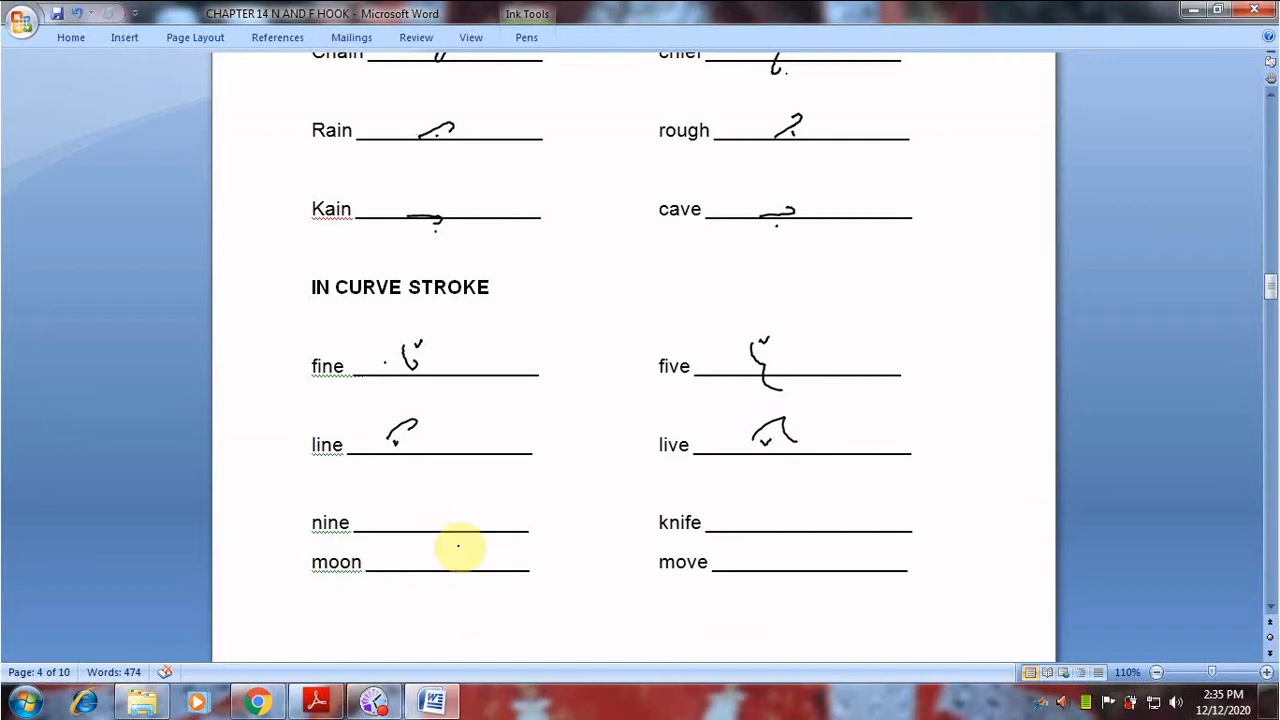 CHAPTER 14 N AND F HOOK - Microsoft Word
Ink Tools
Home Insert Page Layout References Mailings Review View Pens
Chain chief
Rain rough
Kain cave
IN CURVE STROKE
fine five
line live
nine knife
moon move
Page: 4 of 10 Words: 474 110%
2:35 PM
12/12/2020